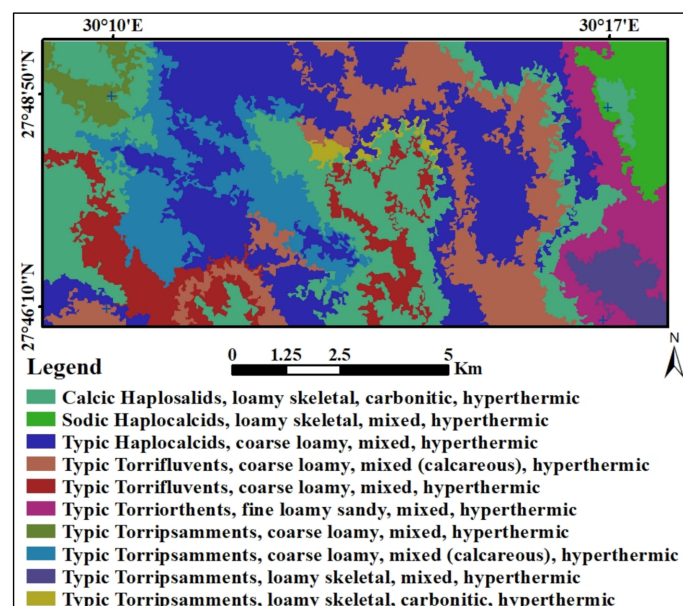 30°10'E 30°17'E
27°48'50''N
27°46'10''N
N
Legend
0 1.25 2.5 5
Km
Calcic Haplosalids, loamy skeletal, carbonitic, hyperthermic
Sodic Haplocalcids, loamy skeletal, mixed, hyperthermic
Typic Haplocalcids, coarse loamy, mixed, hyperthermic
Typic Torrifluvents, coarse loamy, mixed (calcareous), hyperthermic
Typic Torrifluvents, coarse loamy, mixed, hyperthermic
Typic Torriorthents, fine loamy sandy, mixed, hyperthermic
Typic Torripsamments, coarse loamy, mixed, hyperthermic
Typic Torripsamments, coarse loamy, mixed (calcareous), hyperthermic
Typic Torripsamments, loamy skeletal, mixed, hyperthermic
Typic Torripsamments, loamy skeletal, carbonitic, hyperthermic